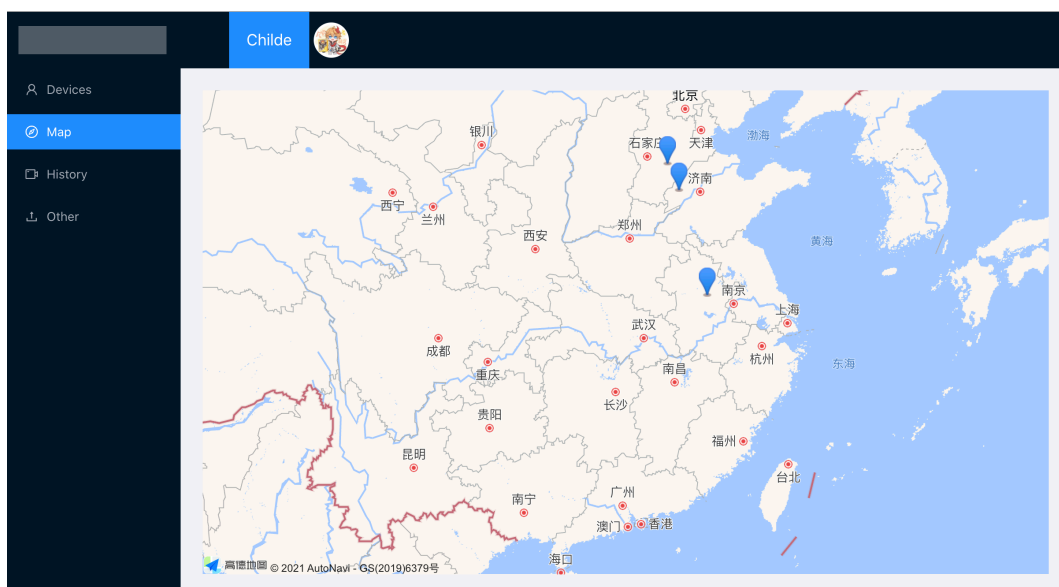 Childe
Devices
Map
History
Other
北京
银川
石家庄
天津
渤海
西宁
兰州
济南
郑州
西安
黄海
南京
上海
武汉
成都
重庆
南昌
杭州
东海
长沙
贵阳
福州
昆明
台北
南宁
广州
澳门
香港
海口
高德地图 © 2021 AutoNavi - GS(2019)6379号